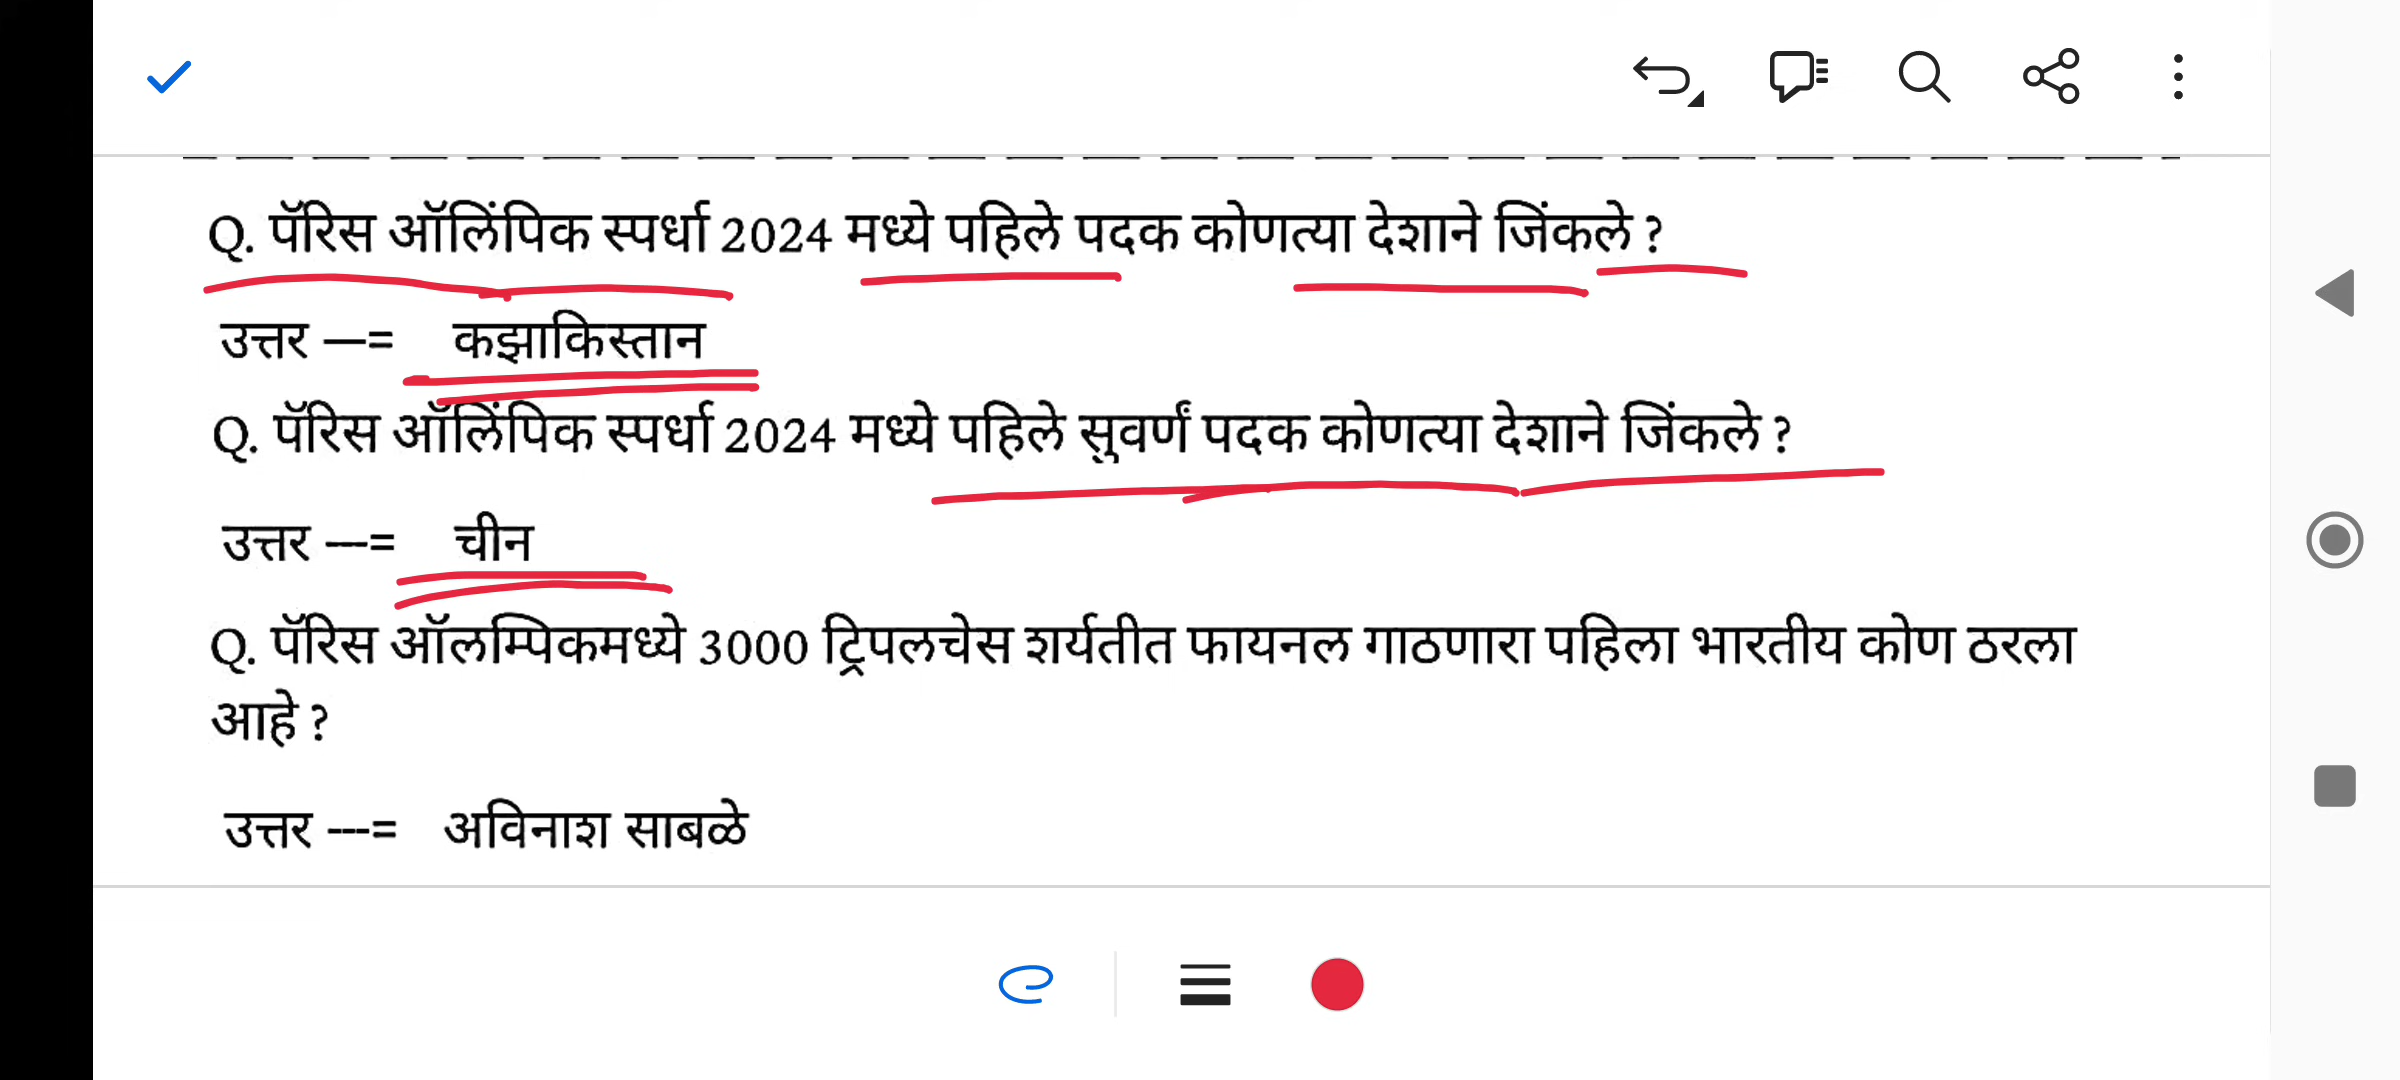 Q. पॅरिस ऑलिंपिक स्पर्धा 2024 मध्ये पहिले पदक कोणत्या देशाने जिंकले ?
उत्तर —= कझाकिस्तान
Q. पॅरिस ऑलिंपिक स्पर्धा 2024 मध्ये पहिले सुवर्णं पदक कोणत्या देशाने जिंकले ?
उत्तर —= चीन
Q. पॅरिस ऑलम्पिकमध्ये 3000 ट्रिपलचेस शर्यतीत फायनल गाठणारा पहिला भारतीय कोण ठरला
आहे ?
उत्तर ---= अविनाश साबळे